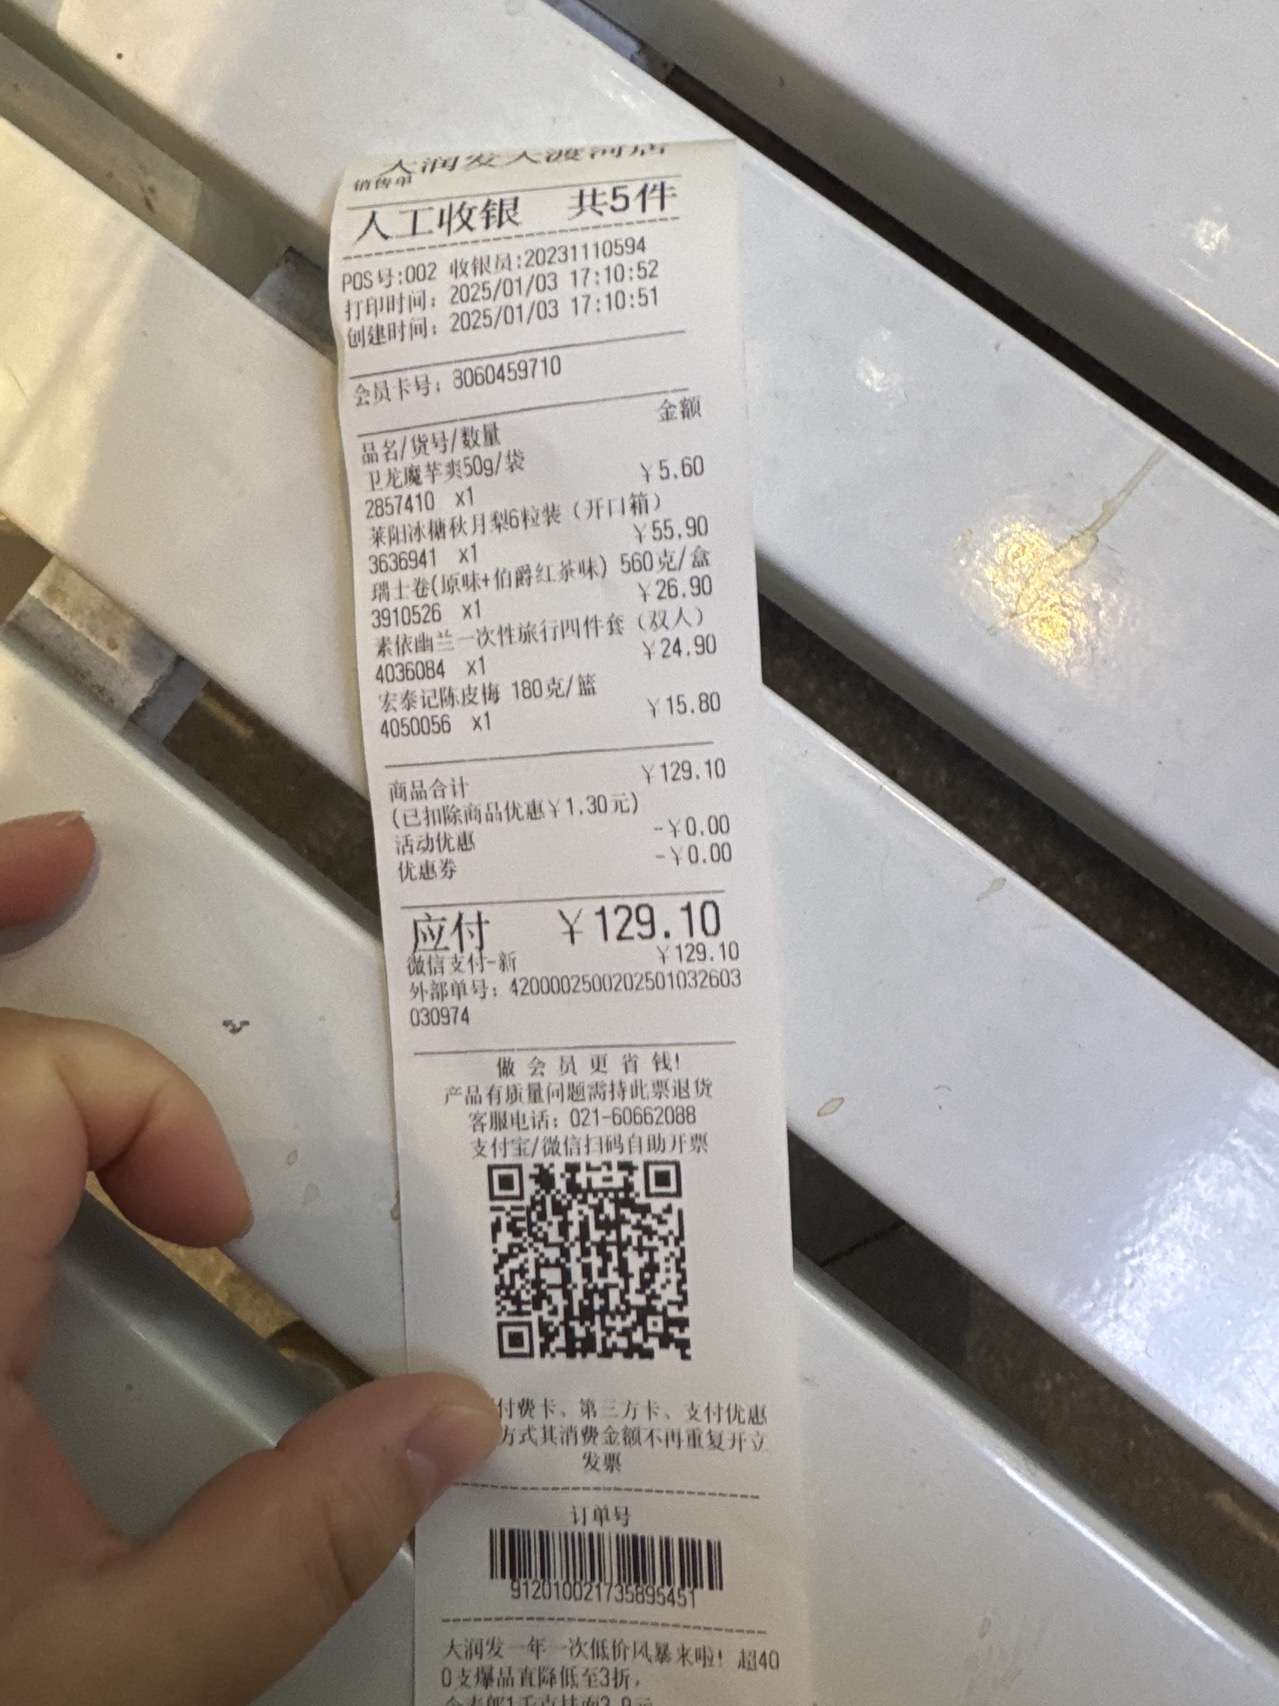 大润发大渡河店
销售单
人工收银 共5件
POS号:002 收银员:20231110594
打印时间: 2025/01/03 17:10:52
创建时间: 2025/01/03 17:10:51
会员卡号: 3060459710
金额
品名/货号/数量
卫龙魔芋爽50g/袋
2857410 x1 ￥5.60
莱阳冰糖秋月梨6粒装（开口箱）
3636941 x1 ￥55.90
瑞士卷(原味+伯爵红茶味) 560克/盒
3910526 x1 ￥26.90
素依幽兰一次性旅行四件套（双人）
4036084 x1 ￥24.90
宏泰记陈皮梅 180克/篮
4050056 x1 ￥15.80
商品合计 ￥129.10
(已扣除商品优惠￥1.30元)
活动优惠 -￥0.00
优惠券 -￥0.00
应付 ￥129.10
微信支付-新 ￥129.10
外部单号: 4200002500202501032603
030974
做会员更省钱!
产品有质量问题需持此票退货
客服电话: 021-60662088
支付宝/微信扫码自助开票
付费卡、第三方卡、支付优惠
方式其消费金额不再重复开立
发票
订单号
912010021735895451
大润发一年一次低价风暴来啦! 超40
0支爆品直降低至3折,